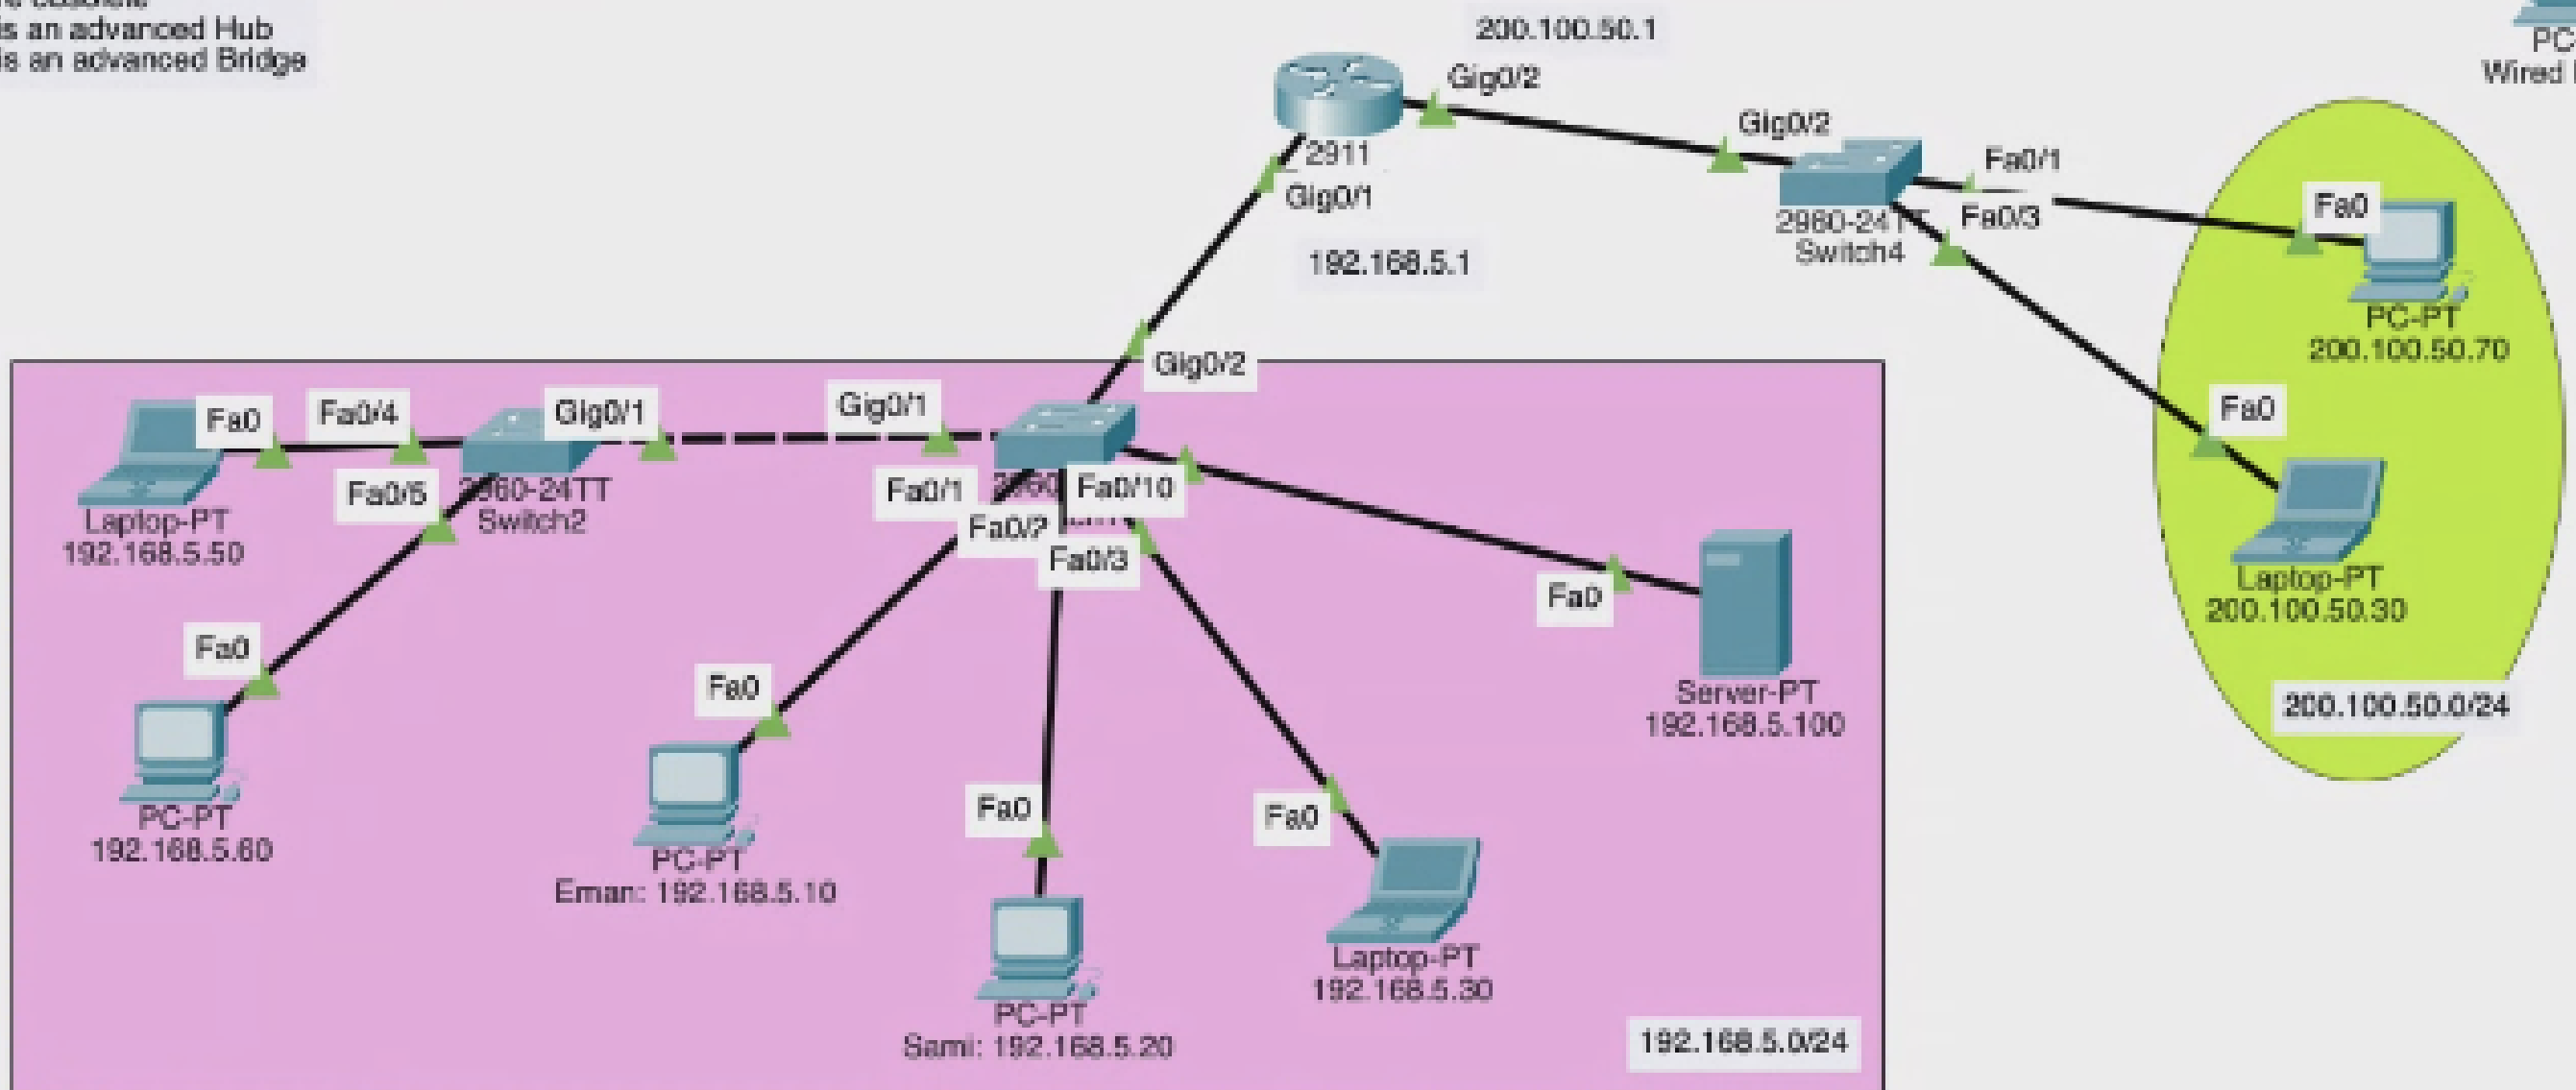 is an advanced Hub
is an advanced Bridge
200.100.50.1
Gig0/2
2911
Gig0/1
192.168.5.1
Gig0/2
Fa0/1
Fa0/3
Switch4
Wired
Fa0
PC-PT
200.100.50.70
Fa0
Laptop-PT
200.100.50.30
200.100.50.0/24
Gig0/2
Fa0
Fa0/4
Gig0/1
Gig0/1
Fa0/5
2960-24TT
Switch2
Laptop-PT
192.168.5.50
Fa0/1
Fa0/10
Fa0/2
Fa0/3
Fa0
PC-PT
192.168.5.60
Fa0
PC-PT
Eman: 192.168.5.10
Fa0
PC-PT
Sami: 192.168.5.20
Fa0
Laptop-PT
192.168.5.30
Fa0
Server-PT
192.168.5.100
192.168.5.0/24